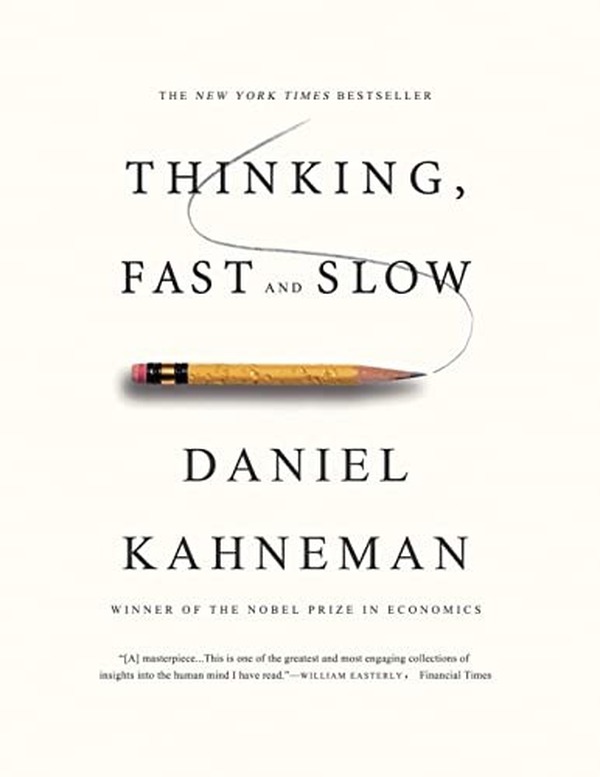 THE NEW YORK TIMES BESTSELLER
THINKING,
FAST AND SLOW
DANIEL
KAHNEMAN
WINNER OF THE NOBEL PRIZE IN ECONOMICS
“[A] masterpiece...This is one of the greatest and most engaging collections of
insights into the human mind I have read.”—WILLIAM EASTERLY, Financial Times